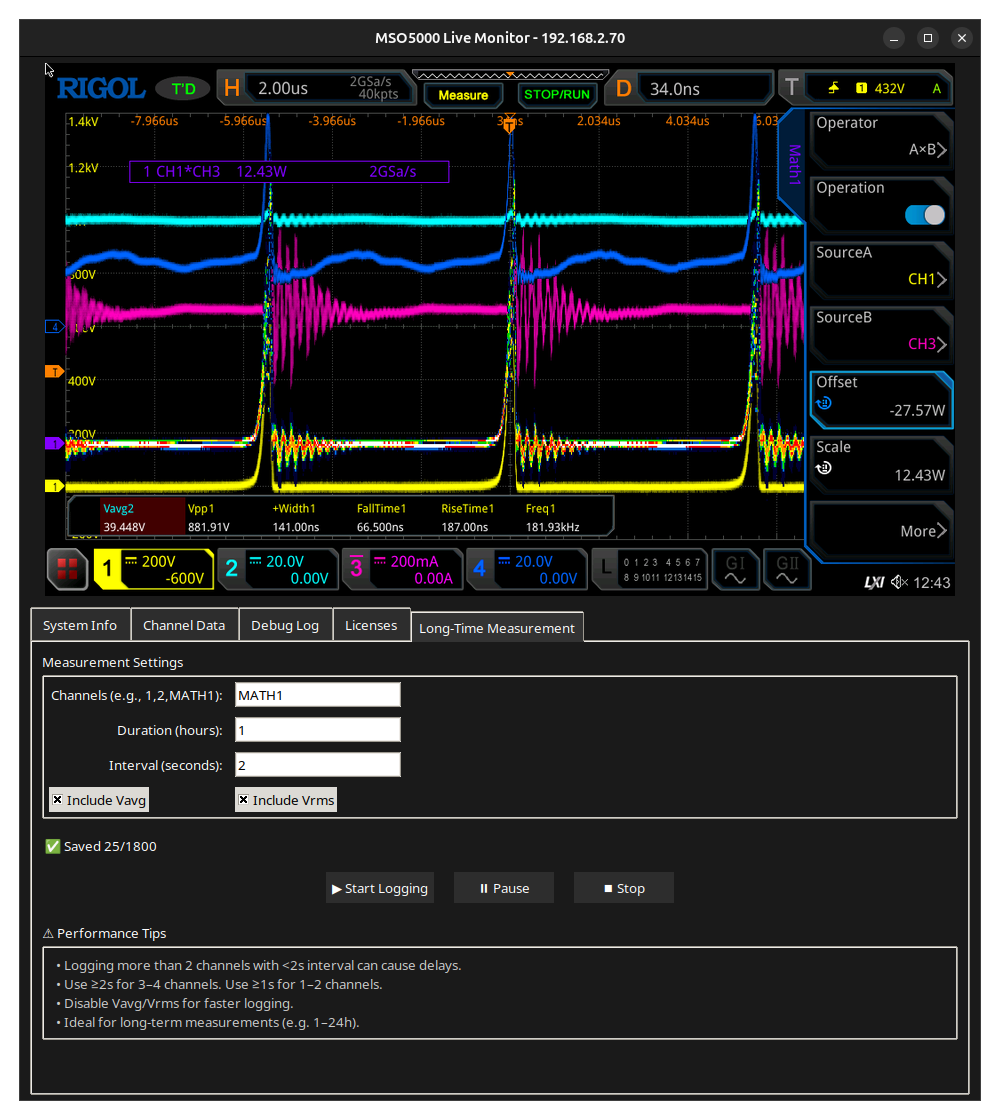 MSO5000 Live Monitor - 192.168.2.70
RIGOL T'D H 2.00us 2GSa/s 40kpts Measure STOP/RUN D 34.0ns T 1 432V A
1.4kV -7.966us -5.966us -3.966us -1.966us 2.034us 4.034us 6.03
1.2kV
1 CH1*CH3 12.43W 2GSa/s
400V
Math1
Operator
A×B
Operation
SourceA
CH1
SourceB
CH3
Offset
-27.57W
Scale
12.43W
More
4
T
1
1
Vavg2 Vpp1 +Width1 FallTime1 RiseTime1 Freq1
39.448V 881.91V 141.00ns 66.500ns 187.00ns 181.93kHz
1 200V -600V 2 20.0V 0.00V 3 200mA 0.00A 4 20.0V 0.00V L 0 1 2 3 4 5 6 7 8 9 10 11 12 13 14 15 GI GII
LXI 12:43
System Info Channel Data Debug Log Licenses Long-Time Measurement
Measurement Settings
Channels (e.g., 1,2,MATH1): MATH1
Duration (hours): 1
Interval (seconds): 2
Include Vavg Include Vrms
✅ Saved 25/1800
▶ Start Logging ⏸ Pause ⏹ Stop
⚠ Performance Tips
• Logging more than 2 channels with <2s interval can cause delays.
• Use ≥2s for 3–4 channels. Use ≥1s for 1–2 channels.
• Disable Vavg/Vrms for faster logging.
• Ideal for long-term measurements (e.g. 1–24h).